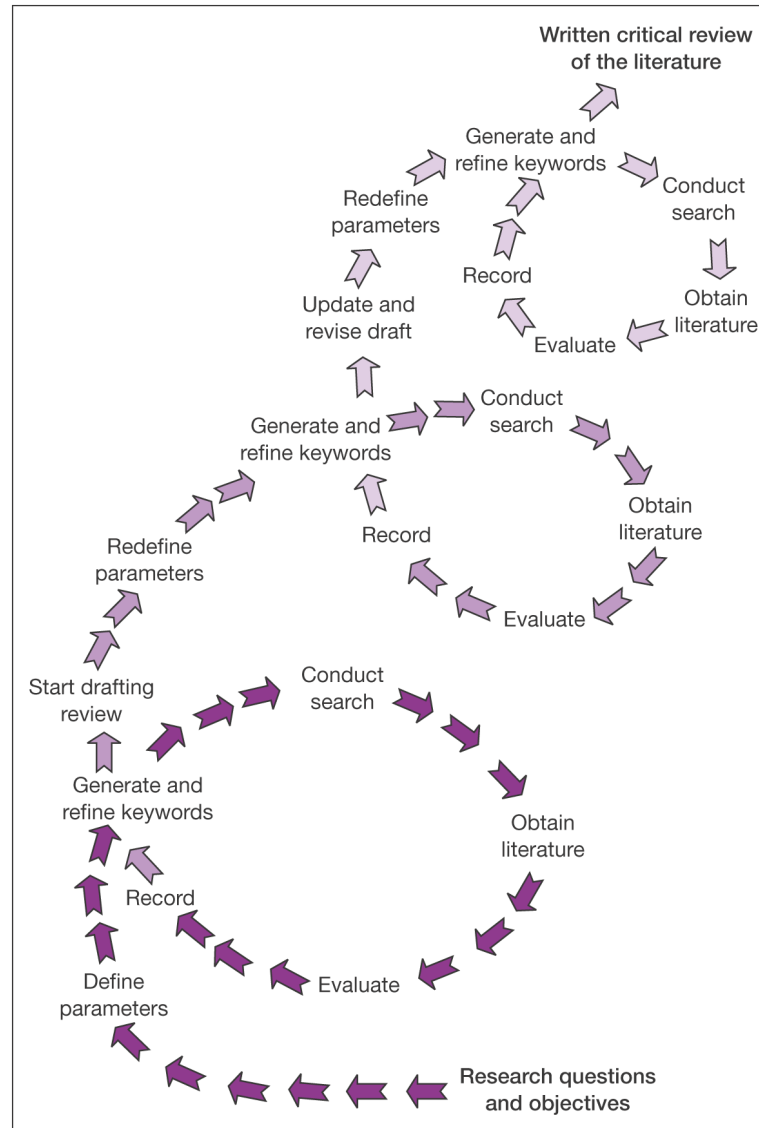 Written critical review
of the literature
Generate and
refine keywords
Conduct
search
Redefine
parameters
Record
Obtain
literature
Update and
revise draft
Evaluate
Conduct
search
Generate and
refine keywords
Obtain
literature
Record
Redefine
parameters
Evaluate
Conduct
search
Start drafting
review
Generate and
refine keywords
Obtain
literature
Record
Define
parameters
Evaluate
Research questions
and objectives